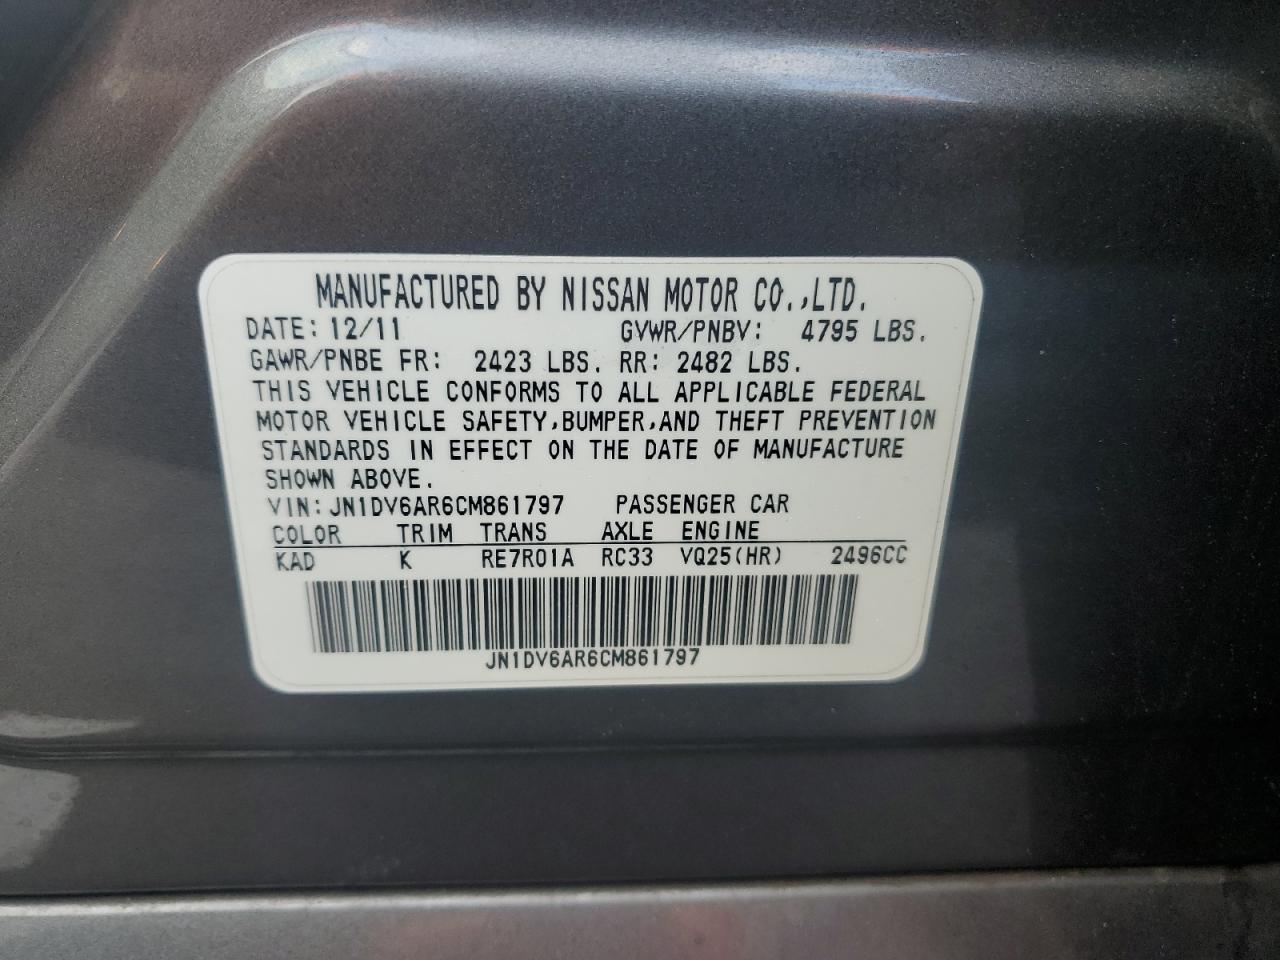 MANUFACTURED BY NISSAN MOTOR CO.,LTD.
DATE: 12/11 GVWR/PNBV: 4795 LBS.
GAWR/PNBE FR: 2423 LBS. RR: 2482 LBS.
THIS VEHICLE CONFORMS TO ALL APPLICABLE FEDERAL
MOTOR VEHICLE SAFETY,BUMPER,AND THEFT PREVENTION
STANDARDS IN EFFECT ON THE DATE OF MANUFACTURE
SHOWN ABOVE.
VIN: JN1DV6AR6CM861797 PASSENGER CAR
COLOR TRIM TRANS AXLE ENGINE
KAD K RE7R01A RC33 VQ25(HR) 2496CC
JN1DV6AR6CM861797